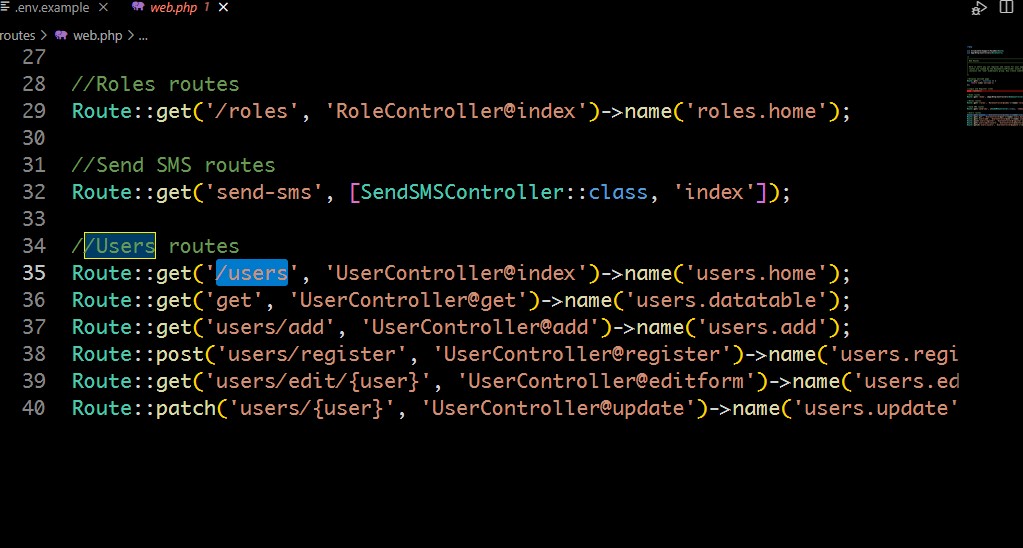 .env.example
web.php 1
routes > web.php > ...
27
28 //Roles routes
29 Route::get('/roles', 'RoleController@index')->name('roles.home');
30
31 //Send SMS routes
32 Route::get('send-sms', [SendSMSController::class, 'index']);
33
34 //Users routes
35 Route::get('/users', 'UserController@index')->name('users.home');
36 Route::get('get', 'UserController@get')->name('users.datatable');
37 Route::get('users/add', 'UserController@add')->name('users.add');
38 Route::post('users/register', 'UserController@register')->name('users.regi
39 Route::get('users/edit/{user}', 'UserController@editform')->name('users.ed
40 Route::patch('users/{user}', 'UserController@update')->name('users.update'